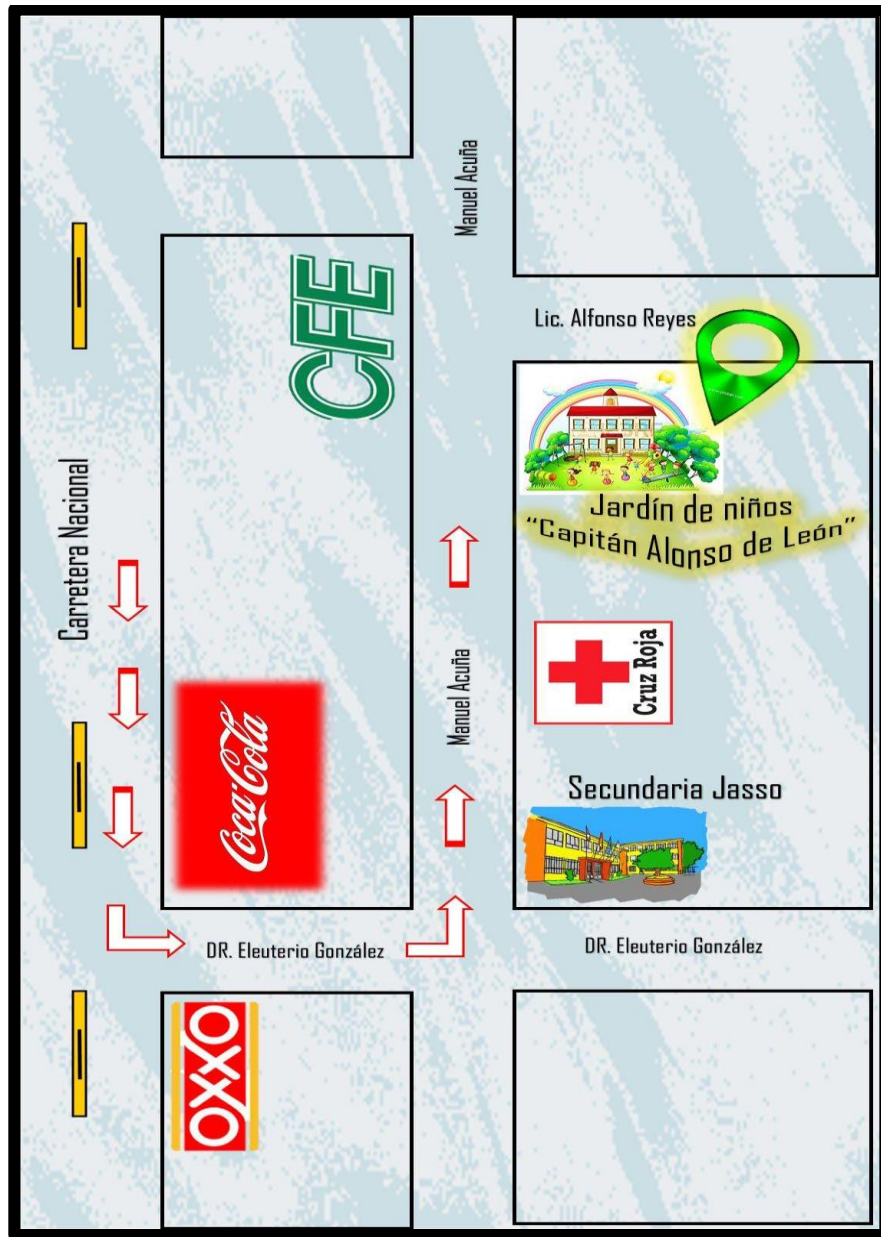 Manuel Acuña
CFE
Lic. Alfonso Reyes
Jardín de niños
“Capitán Alonso de León”
Carretera Nacional
Cruz Roja
Manuel Acuña
Coca-Cola
Secundaria Jasso
DR. Eleuterio González
DR. Eleuterio González
OXXO